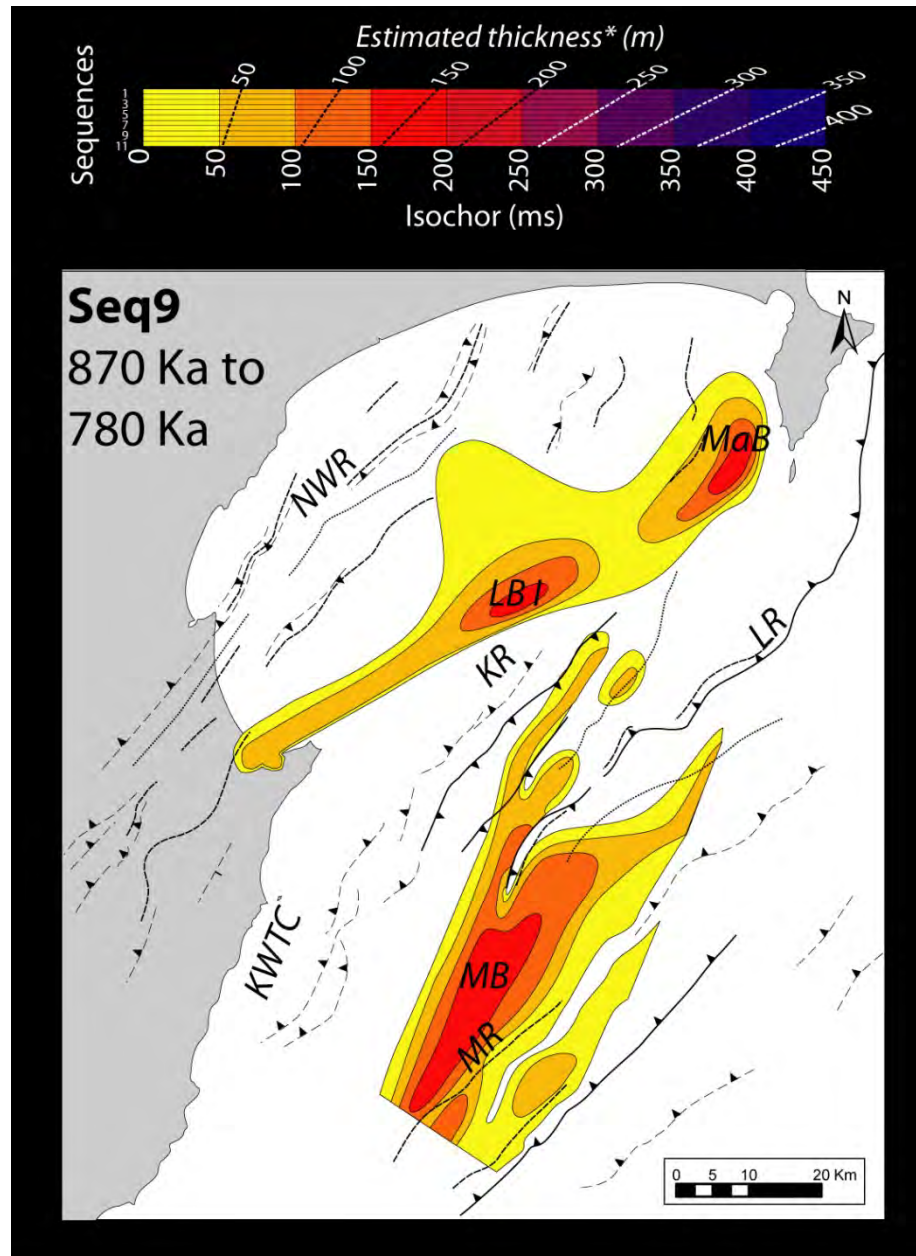 Estimated thickness* (m)
50 100 150 200 250 300 350
400
Sequences
1
3
5
7
9
11
0 50 100 150 200 250 300 350 400 450
Isochor (ms)
Seq9
870 Ka to
780 Ka
N
MaB
NWR
LB I
KR
LR
KWTC
MB
MR
0 5 10 20 Km